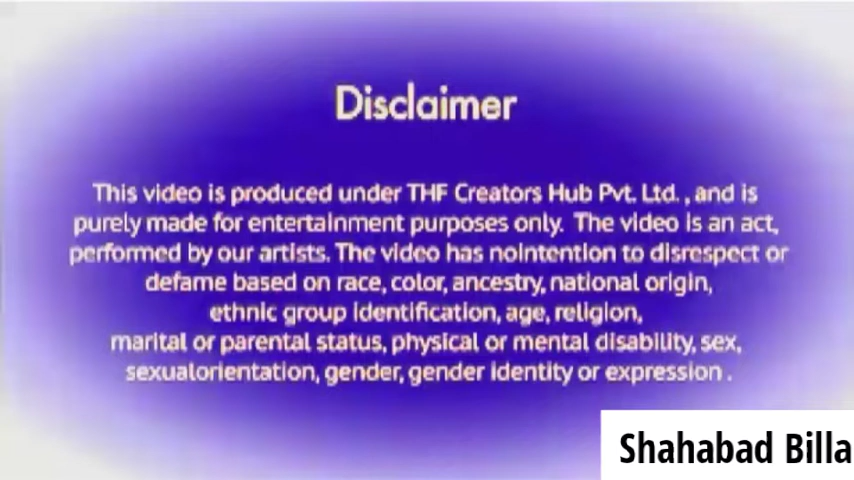 Disclaimer
This video is produced under THF Creators Hub Pvt. Ltd. , and is
purely made for entertainment purposes only. The video is an act,
performed by our artists. The video has nointention to disrespect or
defame based on race, color, ancestry, national origin,
ethnic group identification, age, religion,
marital or parental status, physical or mental disability, sex,
sexualorientation, gender, gender identity or expression .
Shahabad Billa